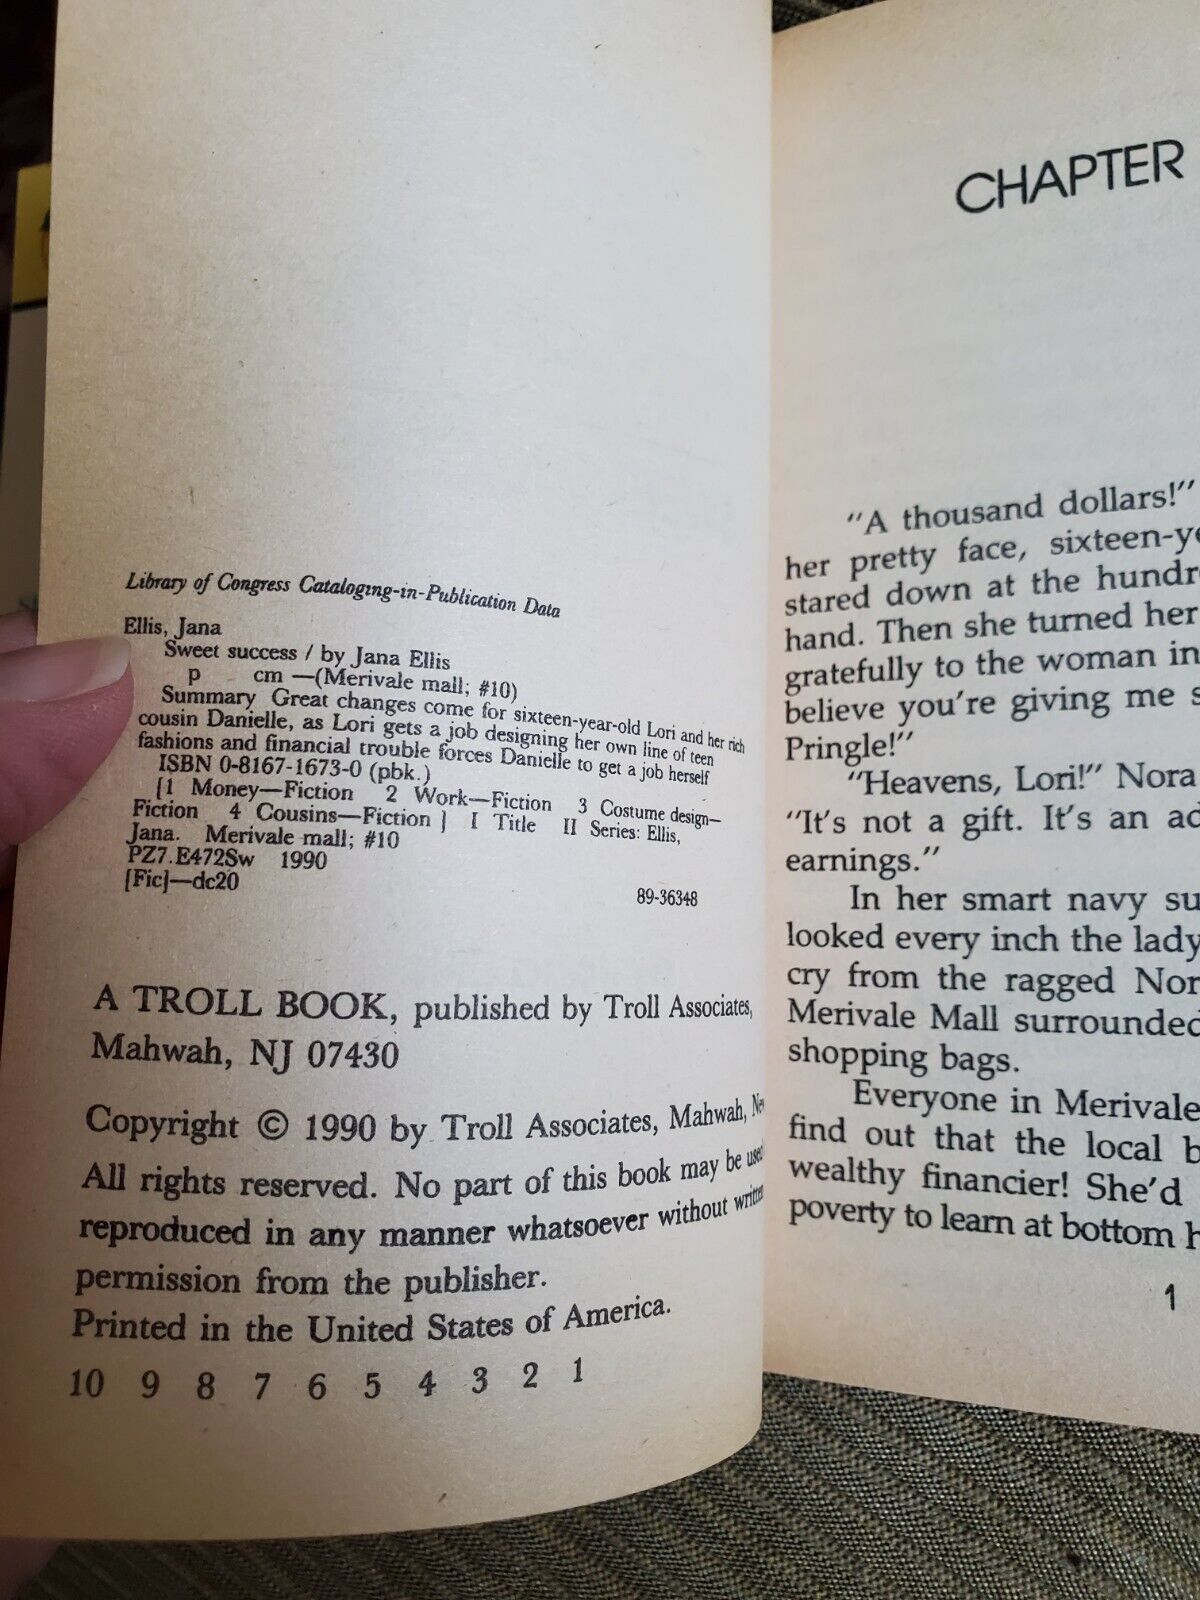 Library of Congress Cataloging-in-Publication Data
Ellis, Jana
Sweet success / by Jana Ellis
p cm —(Merivale mall; #10)
Summary Great changes come for sixteen-year-old Lori and her rich
cousin Danielle, as Lori gets a job designing her own line of teen
fashions and financial trouble forces Danielle to get a job herself
ISBN 0-8167-1673-0 (pbk.)
[1 Money—Fiction 2 Work—Fiction 3 Costume design—
Fiction 4 Cousins—Fiction ] I Title II Series: Ellis,
Jana. Merivale mall; #10
PZ7.E472Sw 1990
[Fic]—dc20
89-36348
A TROLL BOOK, published by Troll Associates,
Mahwah, NJ 07430
Copyright © 1990 by Troll Associates, Mahwah,
All rights reserved. No part of this book may be used
reproduced in any manner whatsoever without written
permission from the publisher.
Printed in the United States of America.
10 9 8 7 6 5 4 3 2 1
CHAPTER
"A thousand dollars!"
her pretty face,
stared down at the
hand. Then she turned her
gratefully to the woman in
believe you're giving me
Pringle!"
"Heavens, Lori!" Nora
"It's not a gift. It's an
earnings."
In her smart navy
looked every inch the lady
cry from the ragged
Merivale Mall surrounded
shopping bags.
Everyone in Merivale
find out that the local
wealthy financier! She'd
poverty to learn at bottom
1